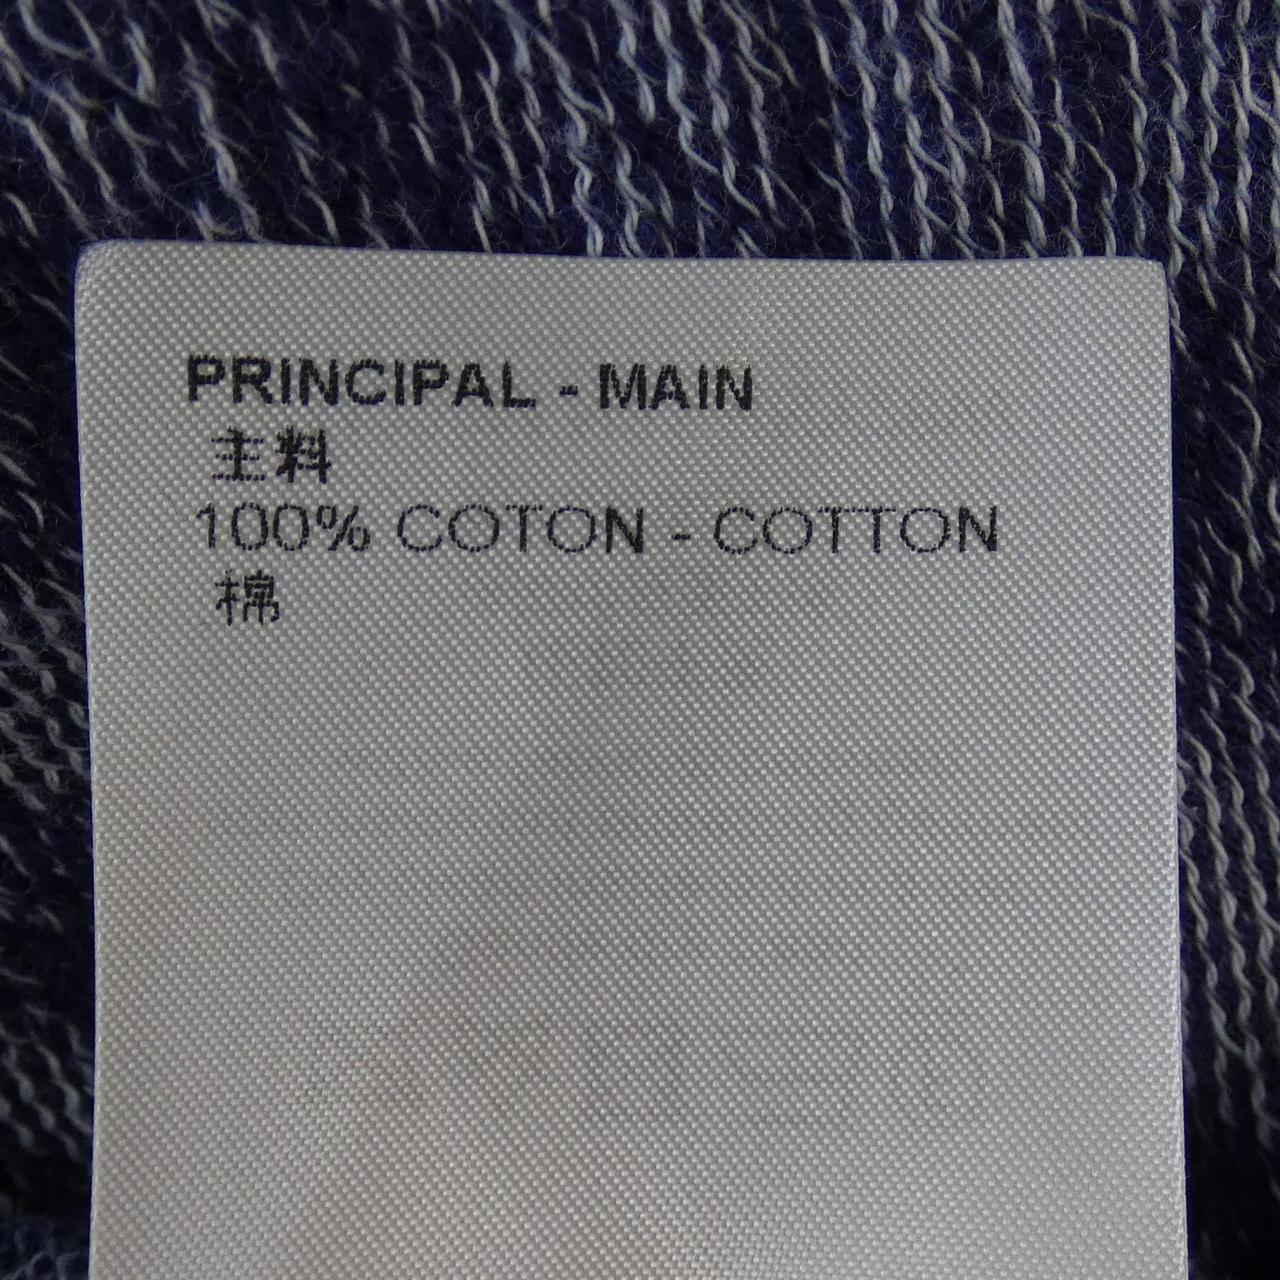 PRINCIPAL - MAIN
主料
100% COTON - COTTON
棉